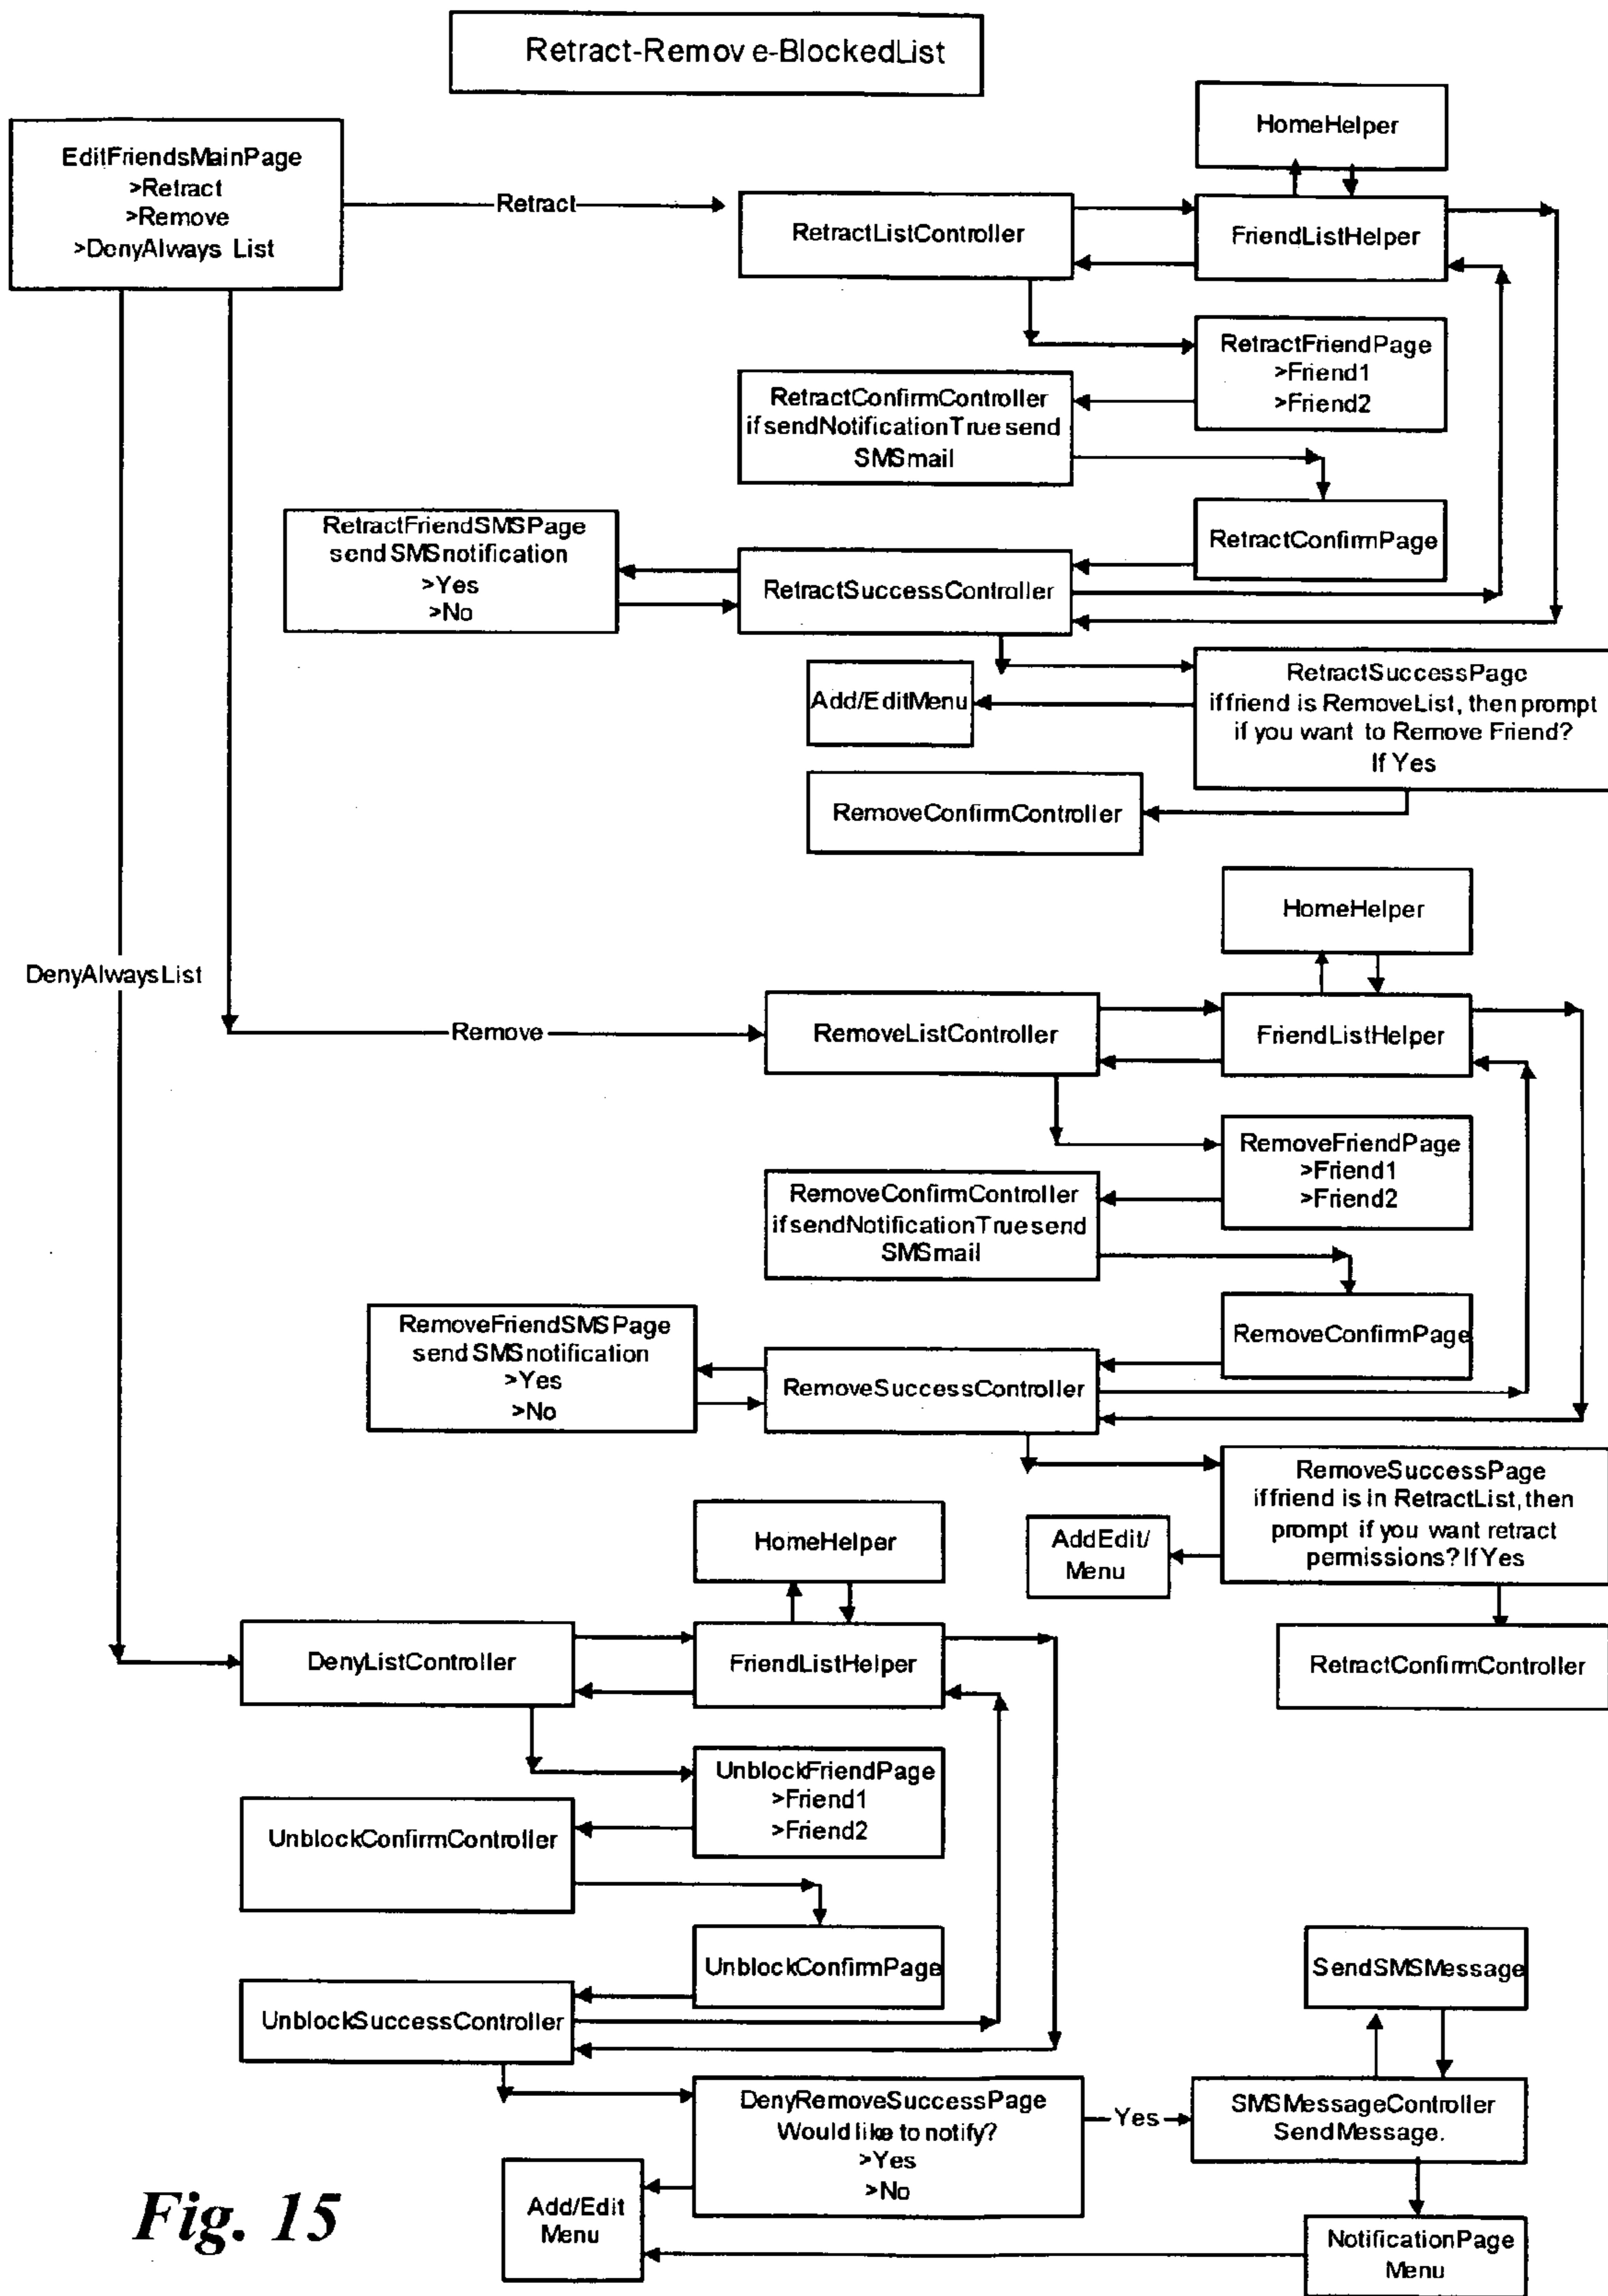 Retract-Remove-BlockedList
HomeHelper
EditFriendsMainPage
>Retract
>Remove
>DenyAlways List
Retract
RetractListController
FriendListHelper
RetractFriendPage
>Friend1
>Friend2
RetractConfirmController
if sendNotificationTrue send
SMSmail
RetractFriendSMSPage
send SMSnotification
>Yes
>No
RetractConfirmPage
RetractSuccessController
RetractSuccessPage
if friend is RemoveList, then prompt
if you want to Remove Friend?
If Yes
Add/EditMenu
RemoveConfirmController
HomeHelper
DenyAlwaysList
Remove
RemoveListController
FriendListHelper
RemoveFriendPage
>Friend1
>Friend2
RemoveConfirmController
if sendNotificationTrue send
SMSmail
RemoveFriendSMSPage
send SMSnotification
>Yes
>No
RemoveConfirmPage
RemoveSuccessController
RemoveSuccessPage
if friend is in RetractList, then
prompt if you want retract
permissions? If Yes
AddEdit/
Menu
RetractConfirmController
HomeHelper
DenyListController
FriendListHelper
UnblockFriendPage
>Friend1
>Friend2
UnblockConfirmController
UnblockConfirmPage
UnblockSuccessController
SendSMSMessage
DenyRemoveSuccessPage
Would like to notify?
>Yes
>No
Yes
SMSMessageController
SendMessage.
Add/Edit
Menu
NotificationPage
Menu
Fig. 15